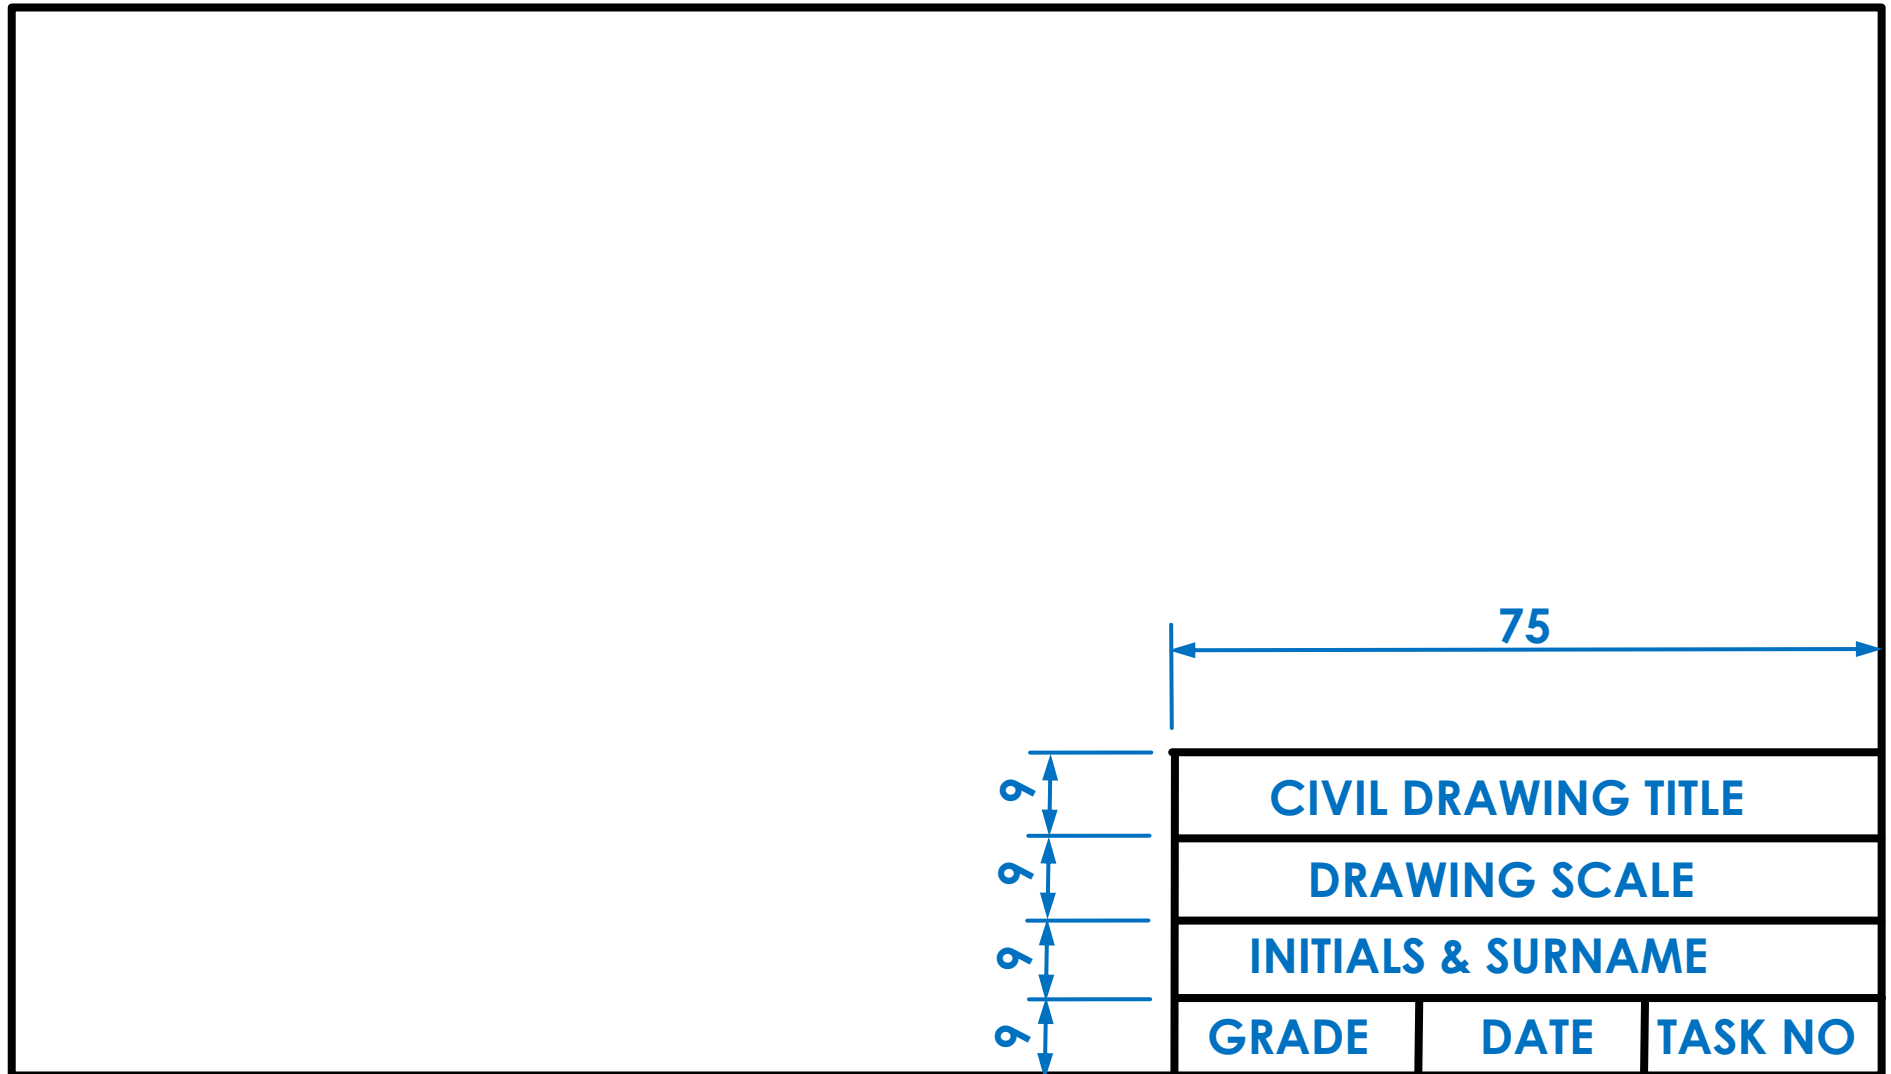 75
9
CIVIL DRAWING TITLE
9
DRAWING SCALE
9
INITIALS & SURNAME
9
GRADE DATE TASK NO